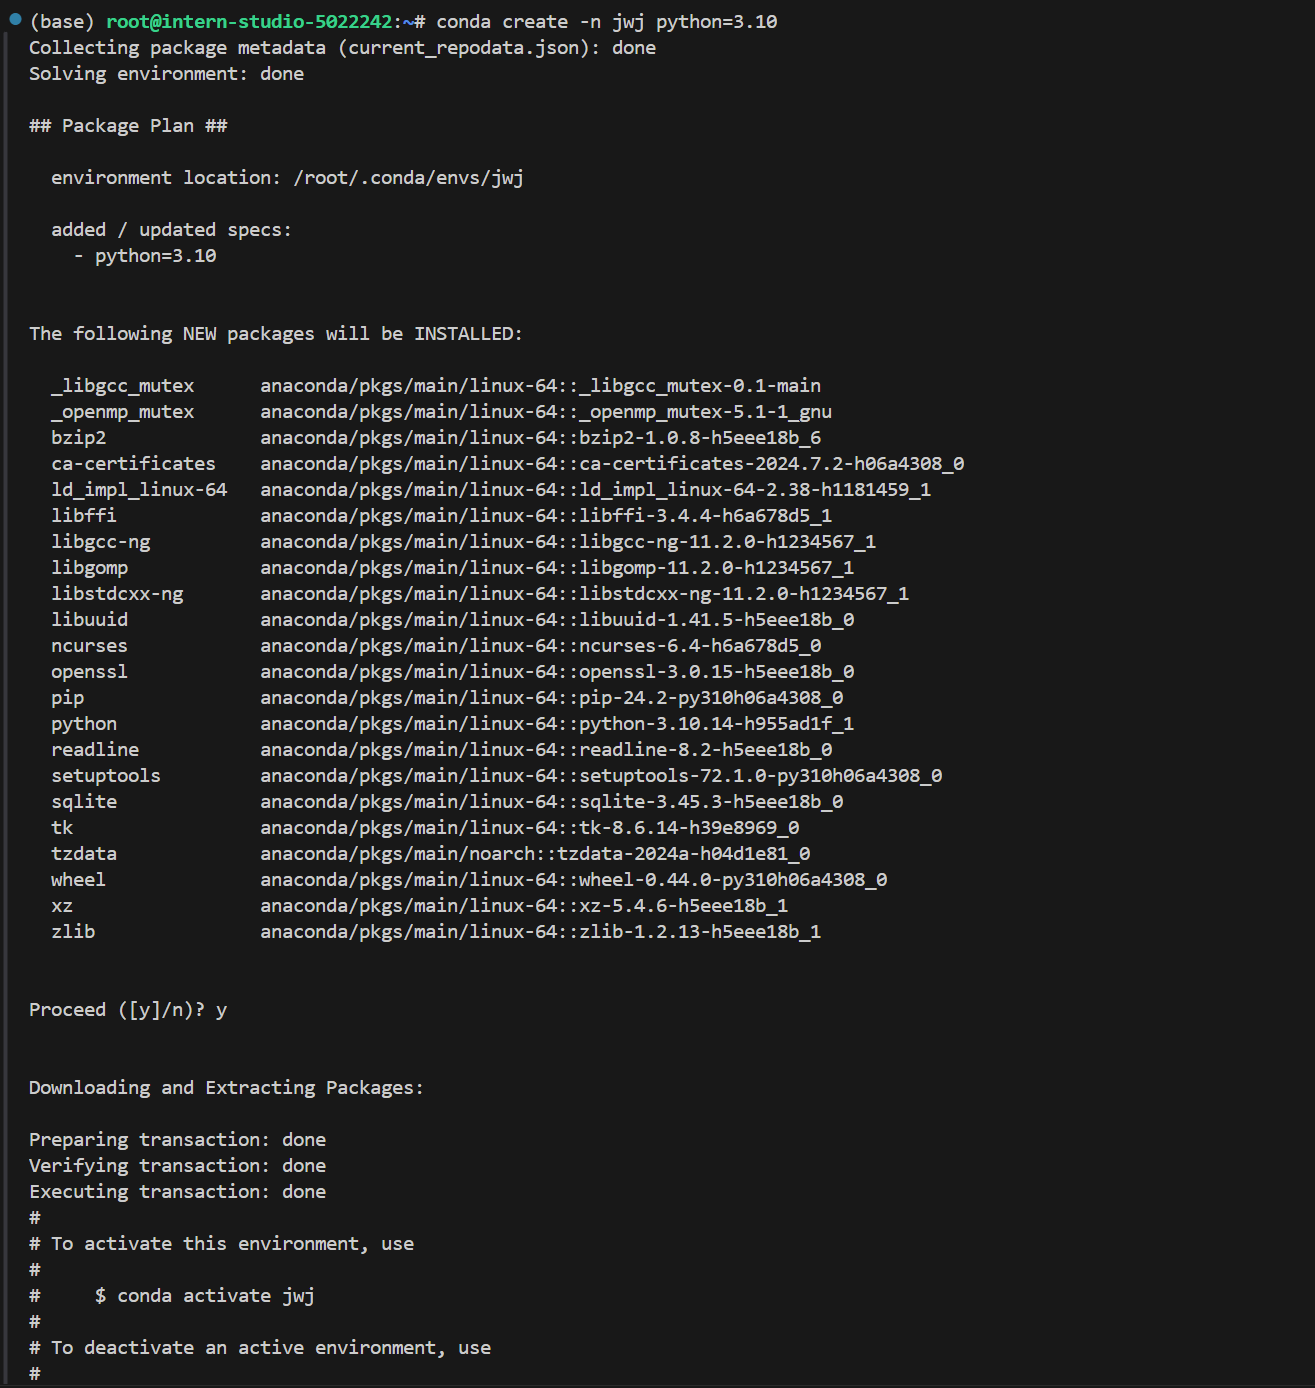 (base) root@intern-studio-5022242:~# conda create -n jwj python=3.10
Collecting package metadata (current_repodata.json): done
Solving environment: done
## Package Plan ##
environment location: /root/.conda/envs/jwj
added / updated specs:
- python=3.10
The following NEW packages will be INSTALLED:
_libgcc_mutex anaconda/pkgs/main/linux-64::_libgcc_mutex-0.1-main
_openmp_mutex anaconda/pkgs/main/linux-64::_openmp_mutex-5.1-1_gnu
bzip2 anaconda/pkgs/main/linux-64::bzip2-1.0.8-h5eee18b_6
ca-certificates anaconda/pkgs/main/linux-64::ca-certificates-2024.7.2-h06a4308_0
ld_impl_linux-64 anaconda/pkgs/main/linux-64::ld_impl_linux-64-2.38-h1181459_1
libffi anaconda/pkgs/main/linux-64::libffi-3.4.4-h6a678d5_1
libgcc-ng anaconda/pkgs/main/linux-64::libgcc-ng-11.2.0-h1234567_1
libgomp anaconda/pkgs/main/linux-64::libgomp-11.2.0-h1234567_1
libstdcxx-ng anaconda/pkgs/main/linux-64::libstdcxx-ng-11.2.0-h1234567_1
libuuid anaconda/pkgs/main/linux-64::libuuid-1.41.5-h5eee18b_0
ncurses anaconda/pkgs/main/linux-64::ncurses-6.4-h6a678d5_0
openssl anaconda/pkgs/main/linux-64::openssl-3.0.15-h5eee18b_0
pip anaconda/pkgs/main/linux-64::pip-24.2-py310h06a4308_0
python anaconda/pkgs/main/linux-64::python-3.10.14-h955ad1f_1
readline anaconda/pkgs/main/linux-64::readline-8.2-h5eee18b_0
setuptools anaconda/pkgs/main/linux-64::setuptools-72.1.0-py310h06a4308_0
sqlite anaconda/pkgs/main/linux-64::sqlite-3.45.3-h5eee18b_0
tk anaconda/pkgs/main/linux-64::tk-8.6.14-h39e8969_0
tzdata anaconda/pkgs/main/noarch::tzdata-2024a-h04d1e81_0
wheel anaconda/pkgs/main/linux-64::wheel-0.44.0-py310h06a4308_0
xz anaconda/pkgs/main/linux-64::xz-5.4.6-h5eee18b_1
zlib anaconda/pkgs/main/linux-64::zlib-1.2.13-h5eee18b_1
Proceed ([y]/n)? y
Downloading and Extracting Packages:
Preparing transaction: done
Verifying transaction: done
Executing transaction: done
#
# To activate this environment, use
#
# $ conda activate jwj
#
# To deactivate an active environment, use
#